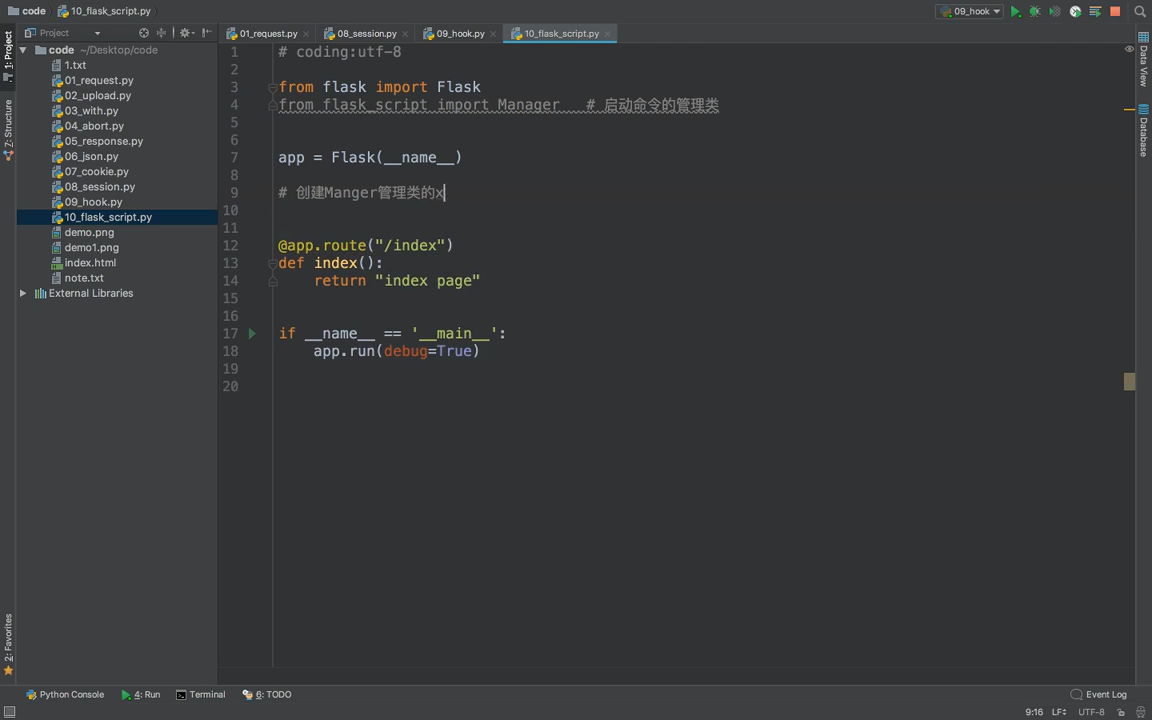 code 10_flask_script.py 09_hook
Project 01_request.py 08_session.py 09_hook.py 10_flask_script.py
1: Project
Z: Structure
2: Favorites
code ~/Desktop/code
1.txt
01_request.py
02_upload.py
03_with.py
04_abort.py
05_response.py
06_json.py
07_cookie.py
08_session.py
09_hook.py
10_flask_script.py
demo.png
demo1.png
index.html
note.txt
External Libraries
1 # coding:utf-8
2
3 from flask import Flask
4 from flask_script import Manager # 启动命令的管理类
5
6
7 app = Flask(__name__)
8
9 # 创建Manger管理类的x
10
11
12 @app.route("/index")
13 def index():
14 return "index page"
15
16
17 if __name__ == '__main__':
18 app.run(debug=True)
19
20
Data View
Database
Python Console 4: Run Terminal 6: TODO Event Log
9:16 LF UTF-8